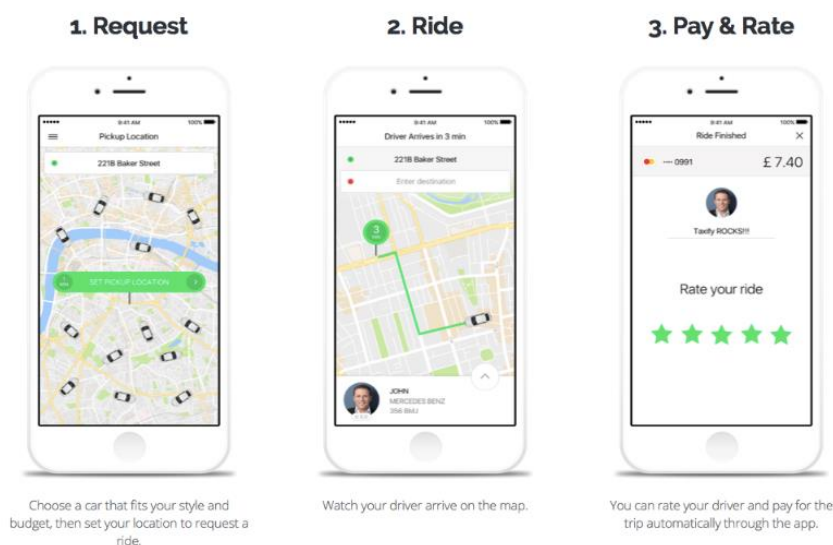 1. Request
2. Ride
3. Pay & Rate
9:41 AM
100%
Pickup Location
221B Baker Street
SET PICKUP LOCATION
9:41 AM
100%
Driver Arrives in 3 min
221B Baker Street
Enter destination
3
JOHN
MERCEDES BENZ
356 BMJ
9:41 AM
100%
Ride Finished
0991
£7.40
Taxify ROCKS!!!
Rate your ride
Choose a car that fits your style and
budget, then set your location to request a
ride.
Watch your driver arrive on the map.
You can rate your driver and pay for the
trip automatically through the app.